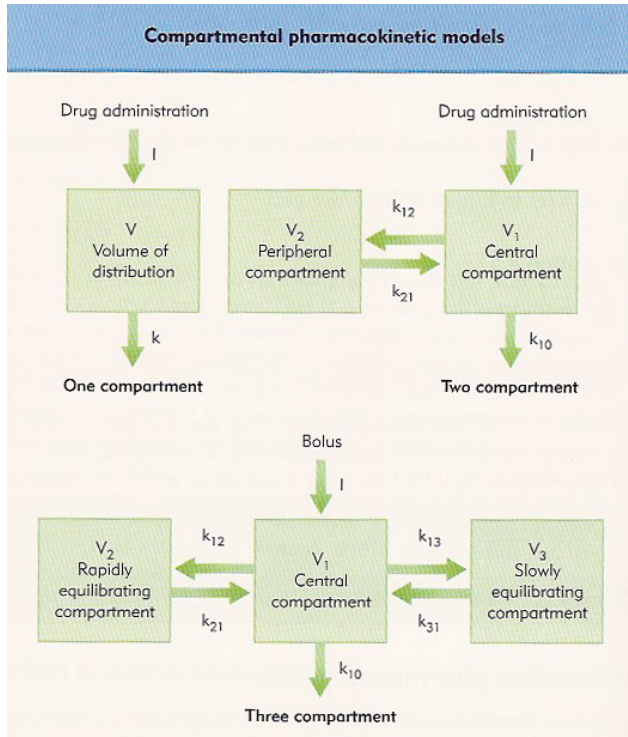 Compartmental pharmacokinetic models
Drug administration
I
V
Volume of
distribution
k
One compartment
Drug administration
I
k12
V2
Peripheral
compartment
V1
Central
compartment
k21
k10
Two compartment
Bolus
I
k12
k13
V2
Rapidly
equilibrating
compartment
V1
Central
compartment
V3
Slowly
equilibrating
compartment
k21
k31
k10
Three compartment